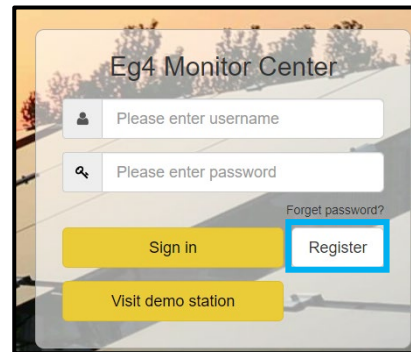 Eg4 Monitor Center
Please enter username
Please enter password
Forget password?
Sign in
Register
Visit demo station